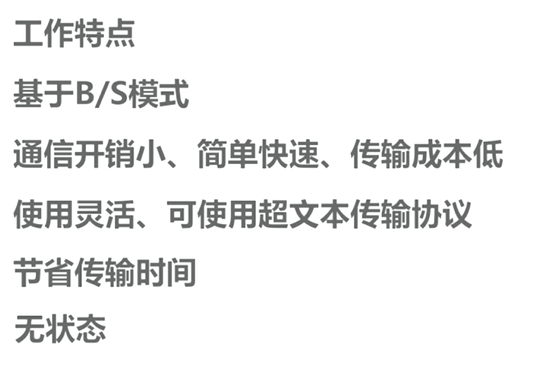 工作特点
基于B/S模式
通信开销小、简单快速、传输成本低
使用灵活、可使用超文本传输协议
节省传输时间
无状态